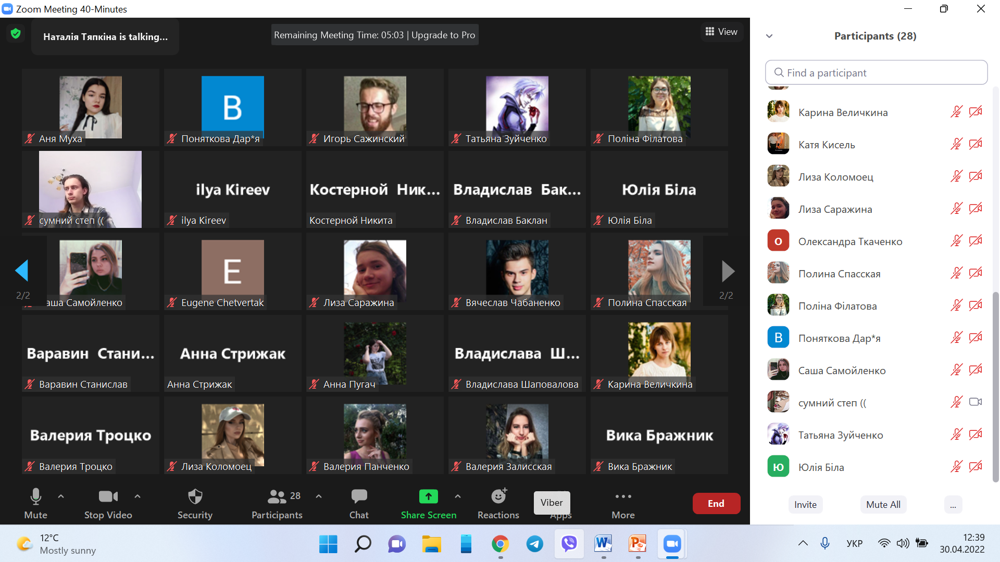 Zoom Meeting 40-Minutes
Наталія Тяпкіна is talking...
Remaining Meeting Time: 05:03 | Upgrade to Pro
View
Аня Муха
B
Поняткова Дар*я
Игорь Сажинский
Татьяна Зуйченко
Поліна Філатова
сумний степ ((
ilya Kireev
ilya Kireev
Костерной Ник...
Костерной Никита
Владислав Бак...
Владислав Баклан
Юлія Біла
Юлія Біла
аша Самойленко
E
Eugene Chetvertak
Лиза Саражина
Вячеслав Чабаненко
Полина Спасская
2/2
2/2
Варавин Стани...
Варавин Станислав
Анна Стрижак
Анна Стрижак
Анна Пугач
Владислава Ш...
Владислава Шаповалова
Карина Величкина
Валерия Троцко
Валерия Троцко
Лиза Коломоец
Валерия Панченко
Валерия Залисская
Вика Бражник
Вика Бражник
Mute
Stop Video
Security
28
Participants
Chat
Share Screen
Reactions
Viber
Apps
More
End
Participants (28)
Find a participant
Карина Величкина
Катя Кисель
Лиза Коломоец
Лиза Саражина
О
Олександра Ткаченко
Полина Спасская
Поліна Філатова
B
Поняткова Дар*я
Саша Самойленко
сумний степ ((
Татьяна Зуйченко
Ю
Юлія Біла
Invite
Mute All
...
12°C
Mostly sunny
W
P
УКР
12:39
30.04.2022